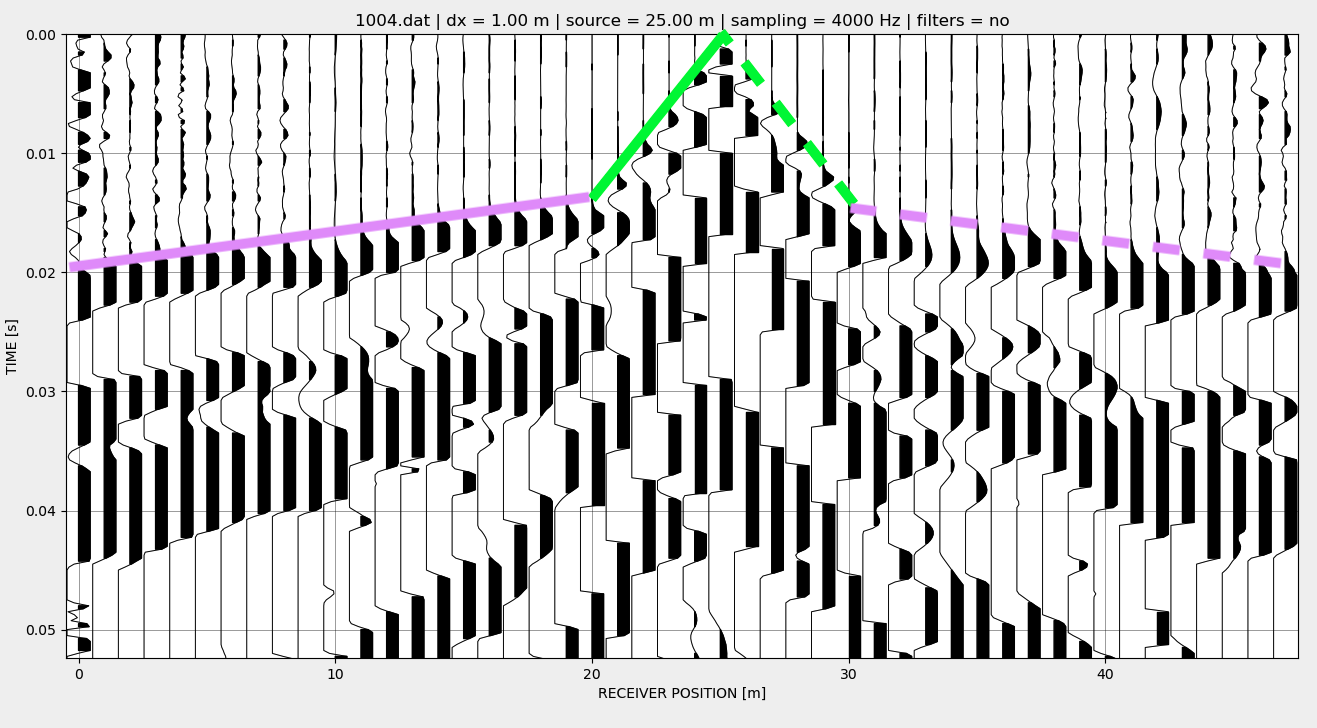 1004.dat | dx = 1.00 m | source = 25.00 m | sampling = 4000 Hz | filters = no
0.00
0.01
0.02
0.03
0.04
0.05
TIME [s]
0 10 20 30 40
RECEIVER POSITION [m]